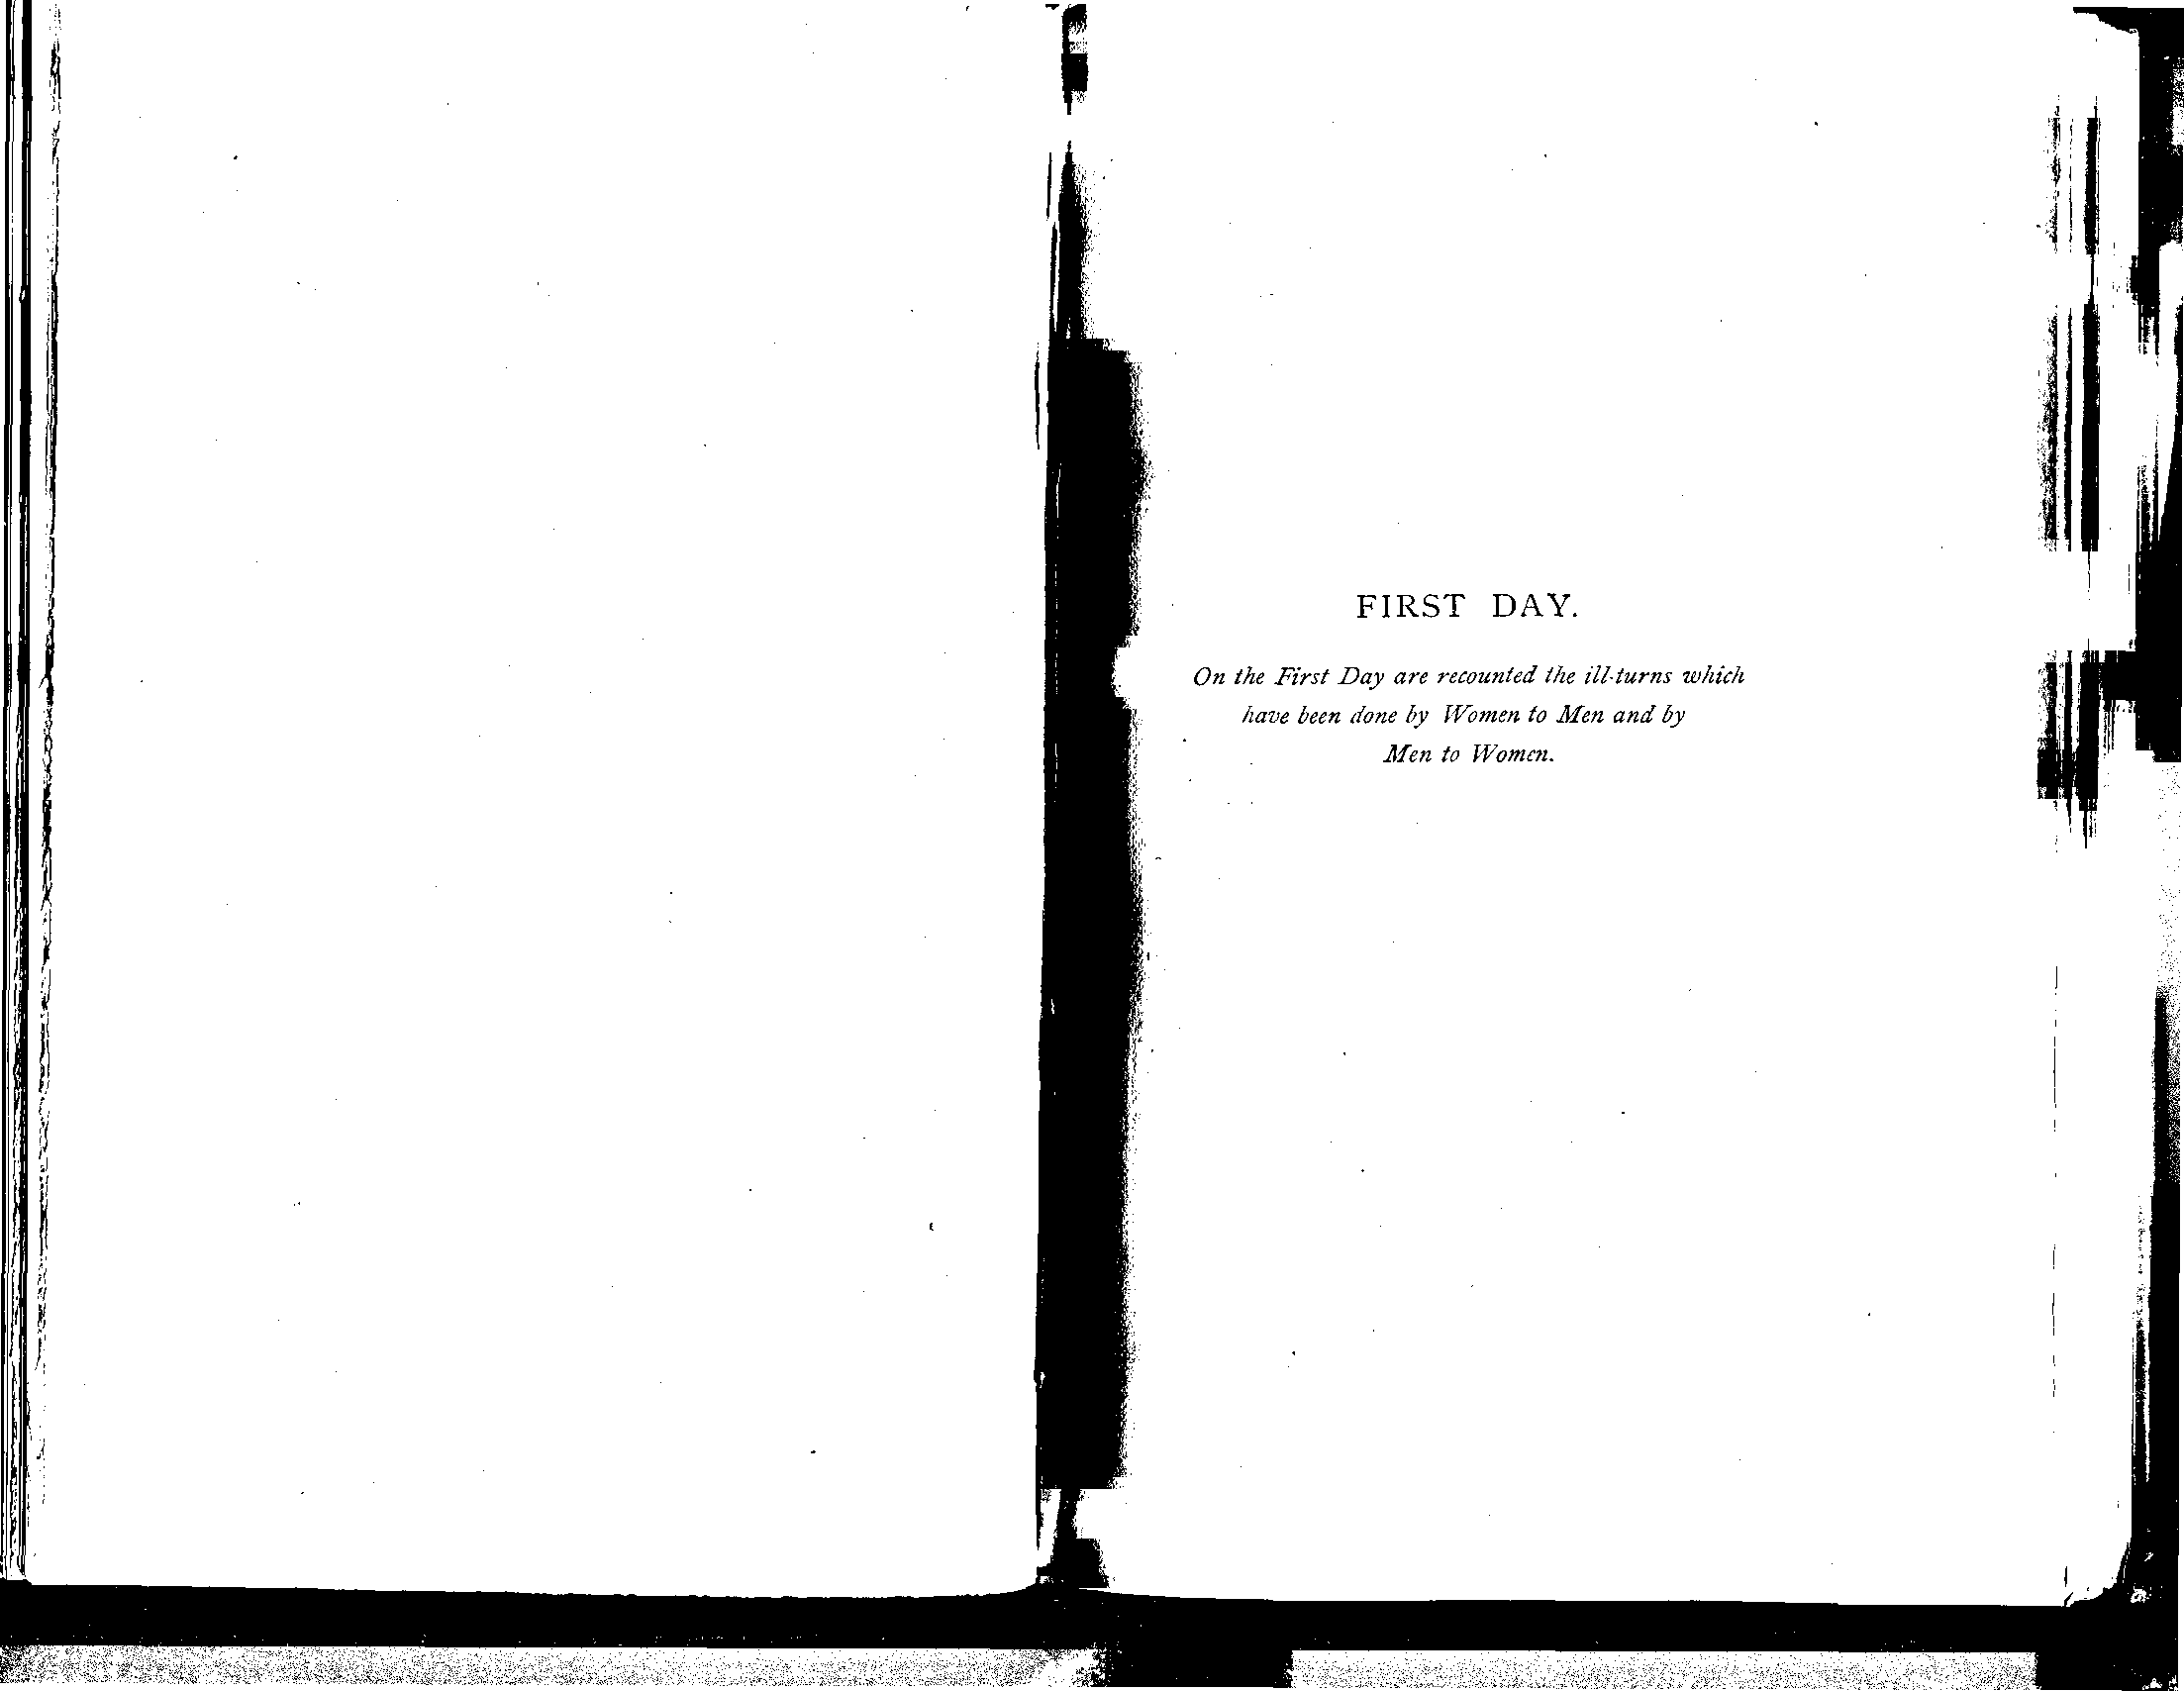 FIRST DAY.
On the First Day are recounted the ill-turns which
have been done by Women to Men and by
Men to Women.